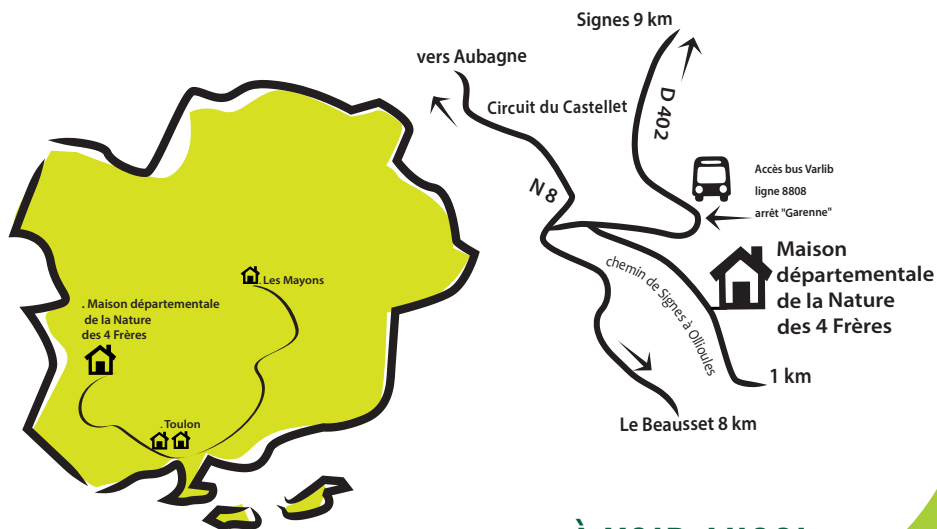 Signes 9 km
vers Aubagne
Circuit du Castellet
D 402
N 8
Accès bus Varlib
ligne 8808
arrêt "Garenne"
Maison
départementale
de la Nature
des 4 Frères
chemin de Signes à Ollioules
1 km
Le Beausset 8 km
. Les Mayons
. Maison départementale
de la Nature
des 4 Frères
. Toulon